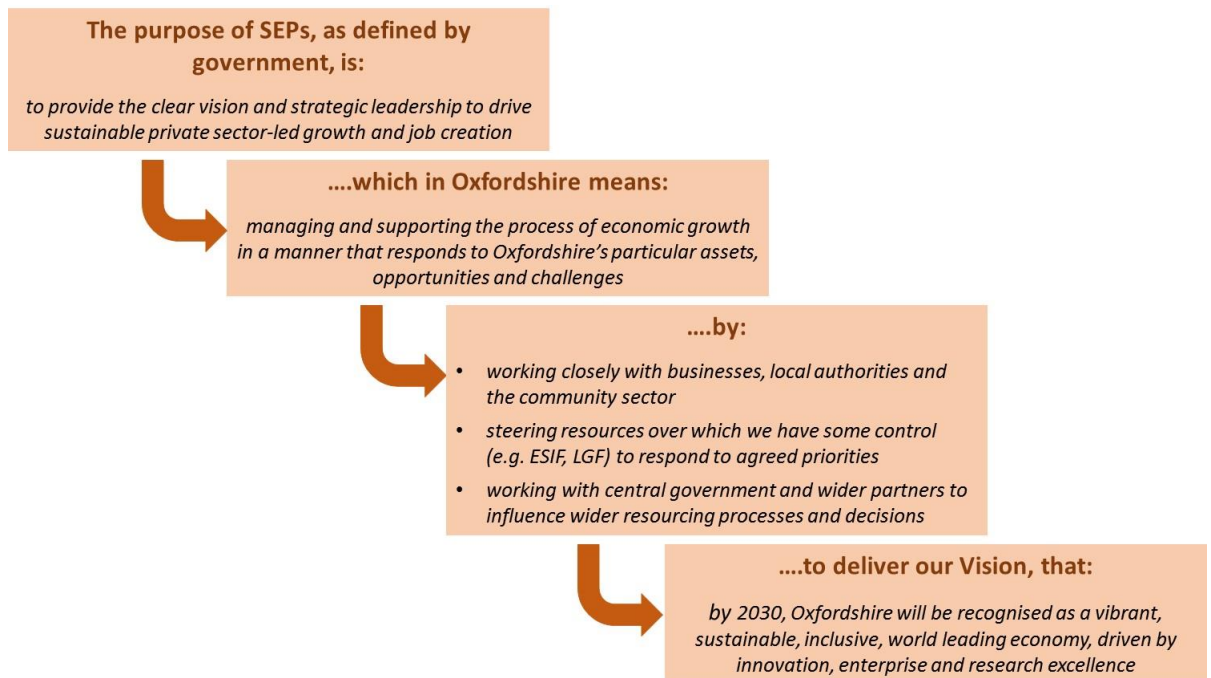 The purpose of SEPs, as defined by
government, is:
to provide the clear vision and strategic leadership to drive
sustainable private sector-led growth and job creation
….which in Oxfordshire means:
managing and supporting the process of economic growth
in a manner that responds to Oxfordshire’s particular assets,
opportunities and challenges
….by:
• working closely with businesses, local authorities and
the community sector
• steering resources over which we have some control
(e.g. ESIF, LGF) to respond to agreed priorities
• working with central government and wider partners to
influence wider resourcing processes and decisions
….to deliver our Vision, that:
by 2030, Oxfordshire will be recognised as a vibrant,
sustainable, inclusive, world leading economy, driven by
innovation, enterprise and research excellence